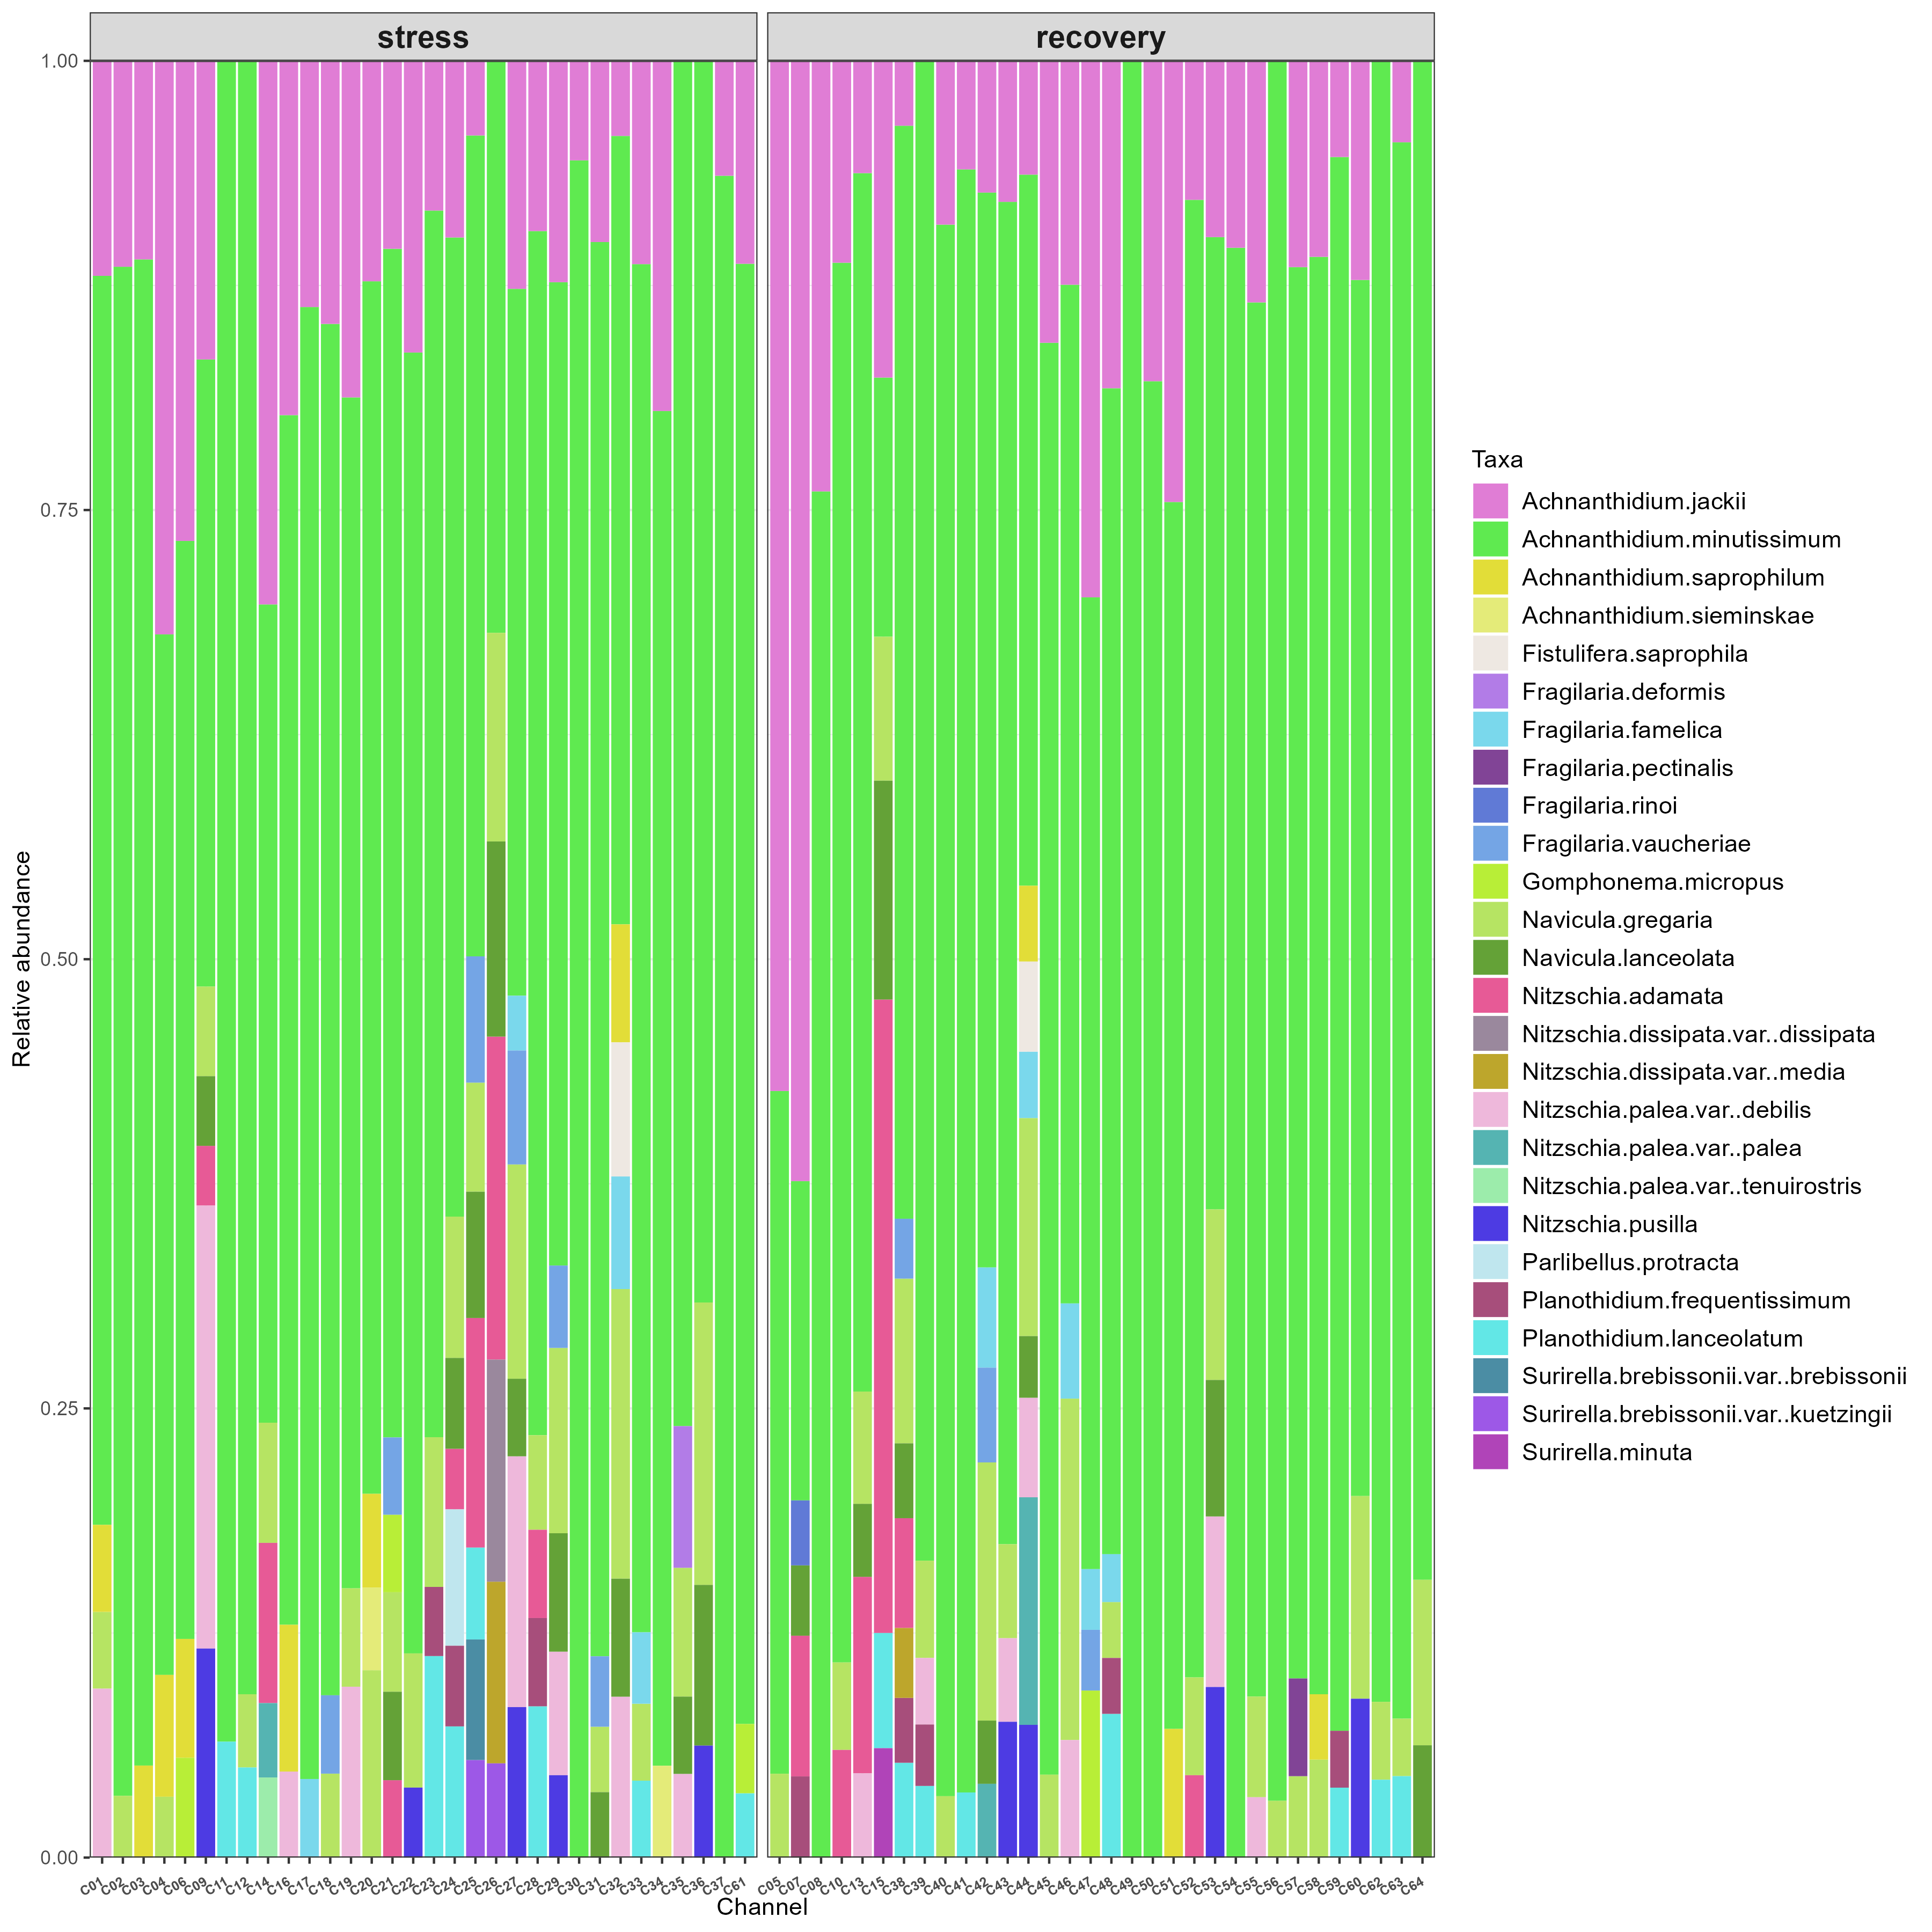 stress
recovery
1.00
0.75
0.50
0.25
0.00
Relative abundance
C01 C02 C03 C04 C06 C09 C11 C12 C14 C16 C17 C18 C19 C20 C21 C22 C23 C24 C25 C26 C27 C28 C29 C30 C31 C32 C33 C34 C35 C36 C37 C61
C05 C07 C08 C10 C13 C15 C38 C39 C40 C41 C42 C43 C44 C45 C46 C47 C48 C49 C50 C51 C52 C53 C54 C55 C56 C57 C58 C59 C60 C62 C63 C64
Channel
Taxa
Achnanthidium.jackii
Achnanthidium.minutissimum
Achnanthidium.saprophilum
Achnanthidium.sieminskae
Fistulifera.saprophila
Fragilaria.deformis
Fragilaria.famelica
Fragilaria.pectinalis
Fragilaria.rinoi
Fragilaria.vaucheriae
Gomphonema.micropus
Navicula.gregaria
Navicula.lanceolata
Nitzschia.adamata
Nitzschia.dissipata.var..dissipata
Nitzschia.dissipata.var..media
Nitzschia.palea.var..debilis
Nitzschia.palea.var..palea
Nitzschia.palea.var..tenuirostris
Nitzschia.pusilla
Parlibellus.protracta
Planothidium.frequentissimum
Planothidium.lanceolatum
Surirella.brebissonii.var..brebissonii
Surirella.brebissonii.var..kuetzingii
Surirella.minuta